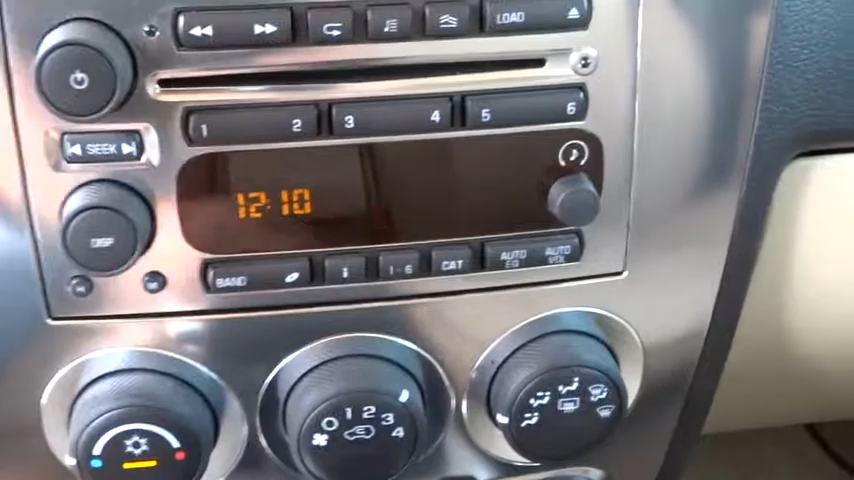 LOAD
1 2 3 4 5 6
SEEK
12:10
DISP
BAND i 1-6 CAT AUTO EQ AUTO VOL
0 1 2 3 4